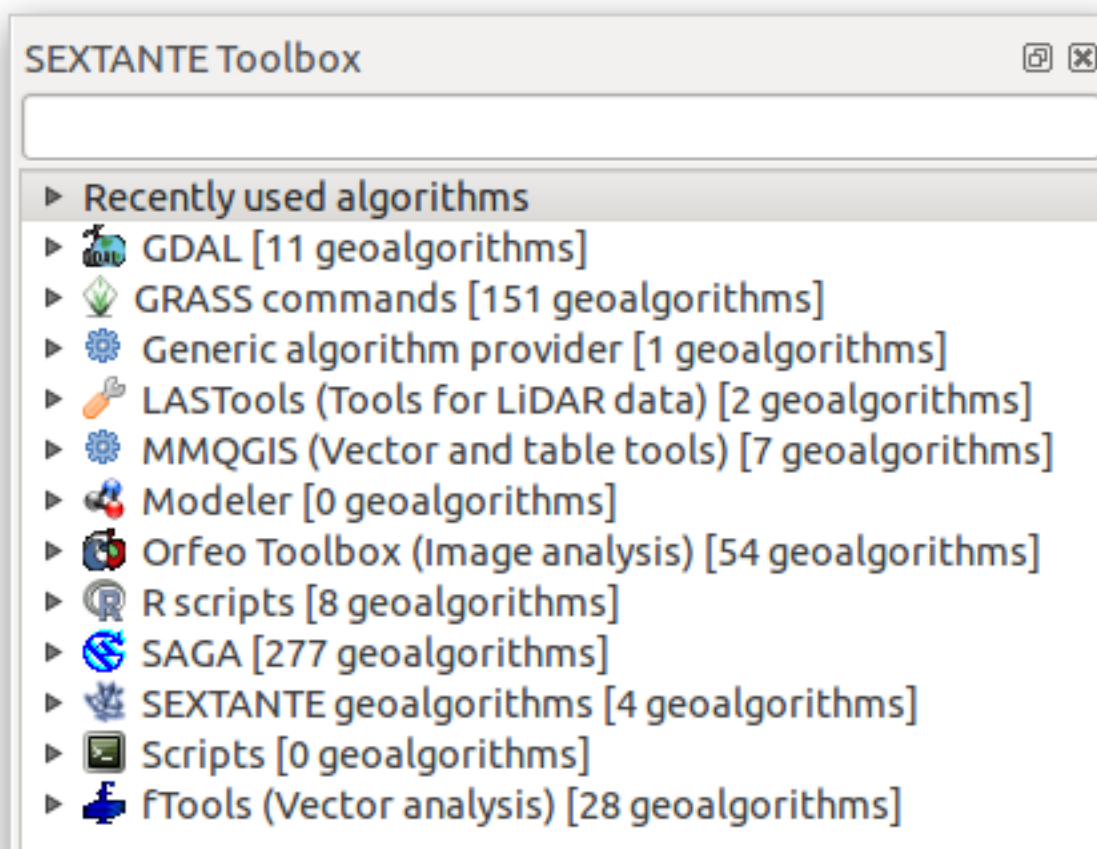 SEXTANTE Toolbox
Recently used algorithms
GDAL [11 geoalgorithms]
GRASS commands [151 geoalgorithms]
Generic algorithm provider [1 geoalgorithms]
LASTools (Tools for LiDAR data) [2 geoalgorithms]
MMQGIS (Vector and table tools) [7 geoalgorithms]
Modeler [0 geoalgorithms]
Orfeo Toolbox (Image analysis) [54 geoalgorithms]
R scripts [8 geoalgorithms]
SAGA [277 geoalgorithms]
SEXTANTE geoalgorithms [4 geoalgorithms]
Scripts [0 geoalgorithms]
fTools (Vector analysis) [28 geoalgorithms]